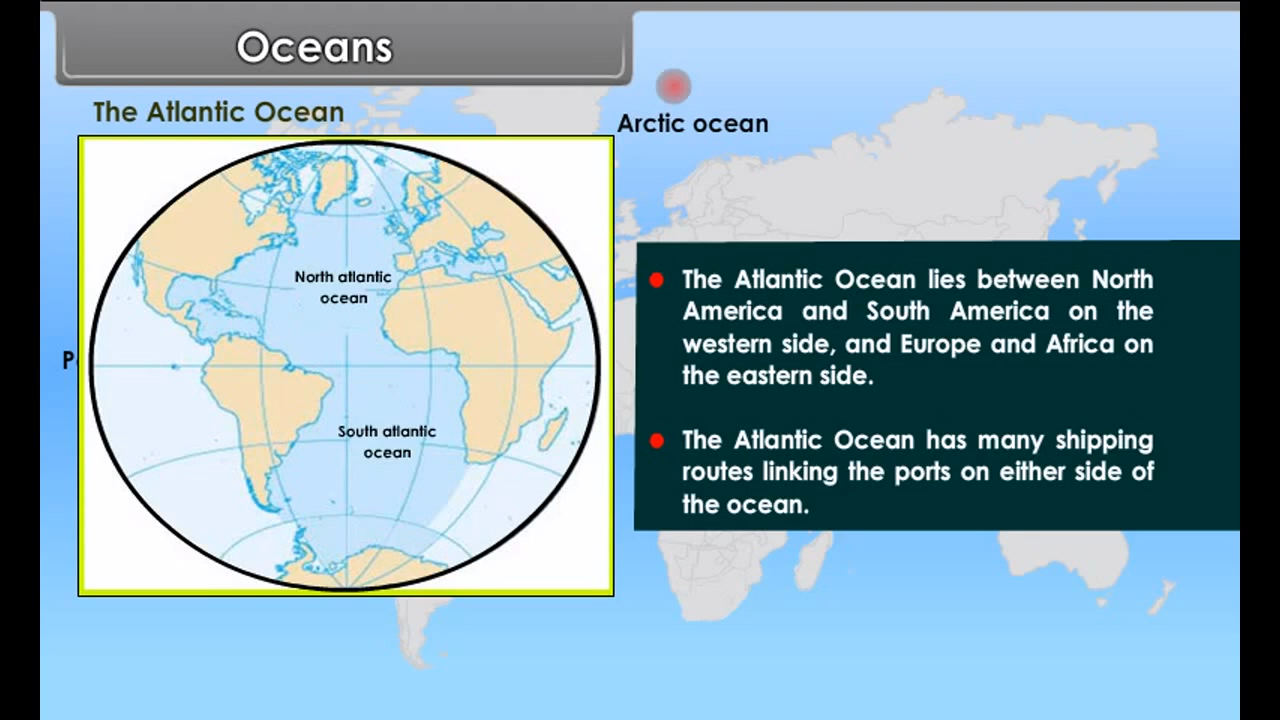 Oceans
The Atlantic Ocean
Arctic ocean
North atlantic
ocean
South atlantic
ocean
The Atlantic Ocean lies between North
America and South America on the
western side, and Europe and Africa on
the eastern side.
The Atlantic Ocean has many shipping
routes linking the ports on either side of
the ocean.